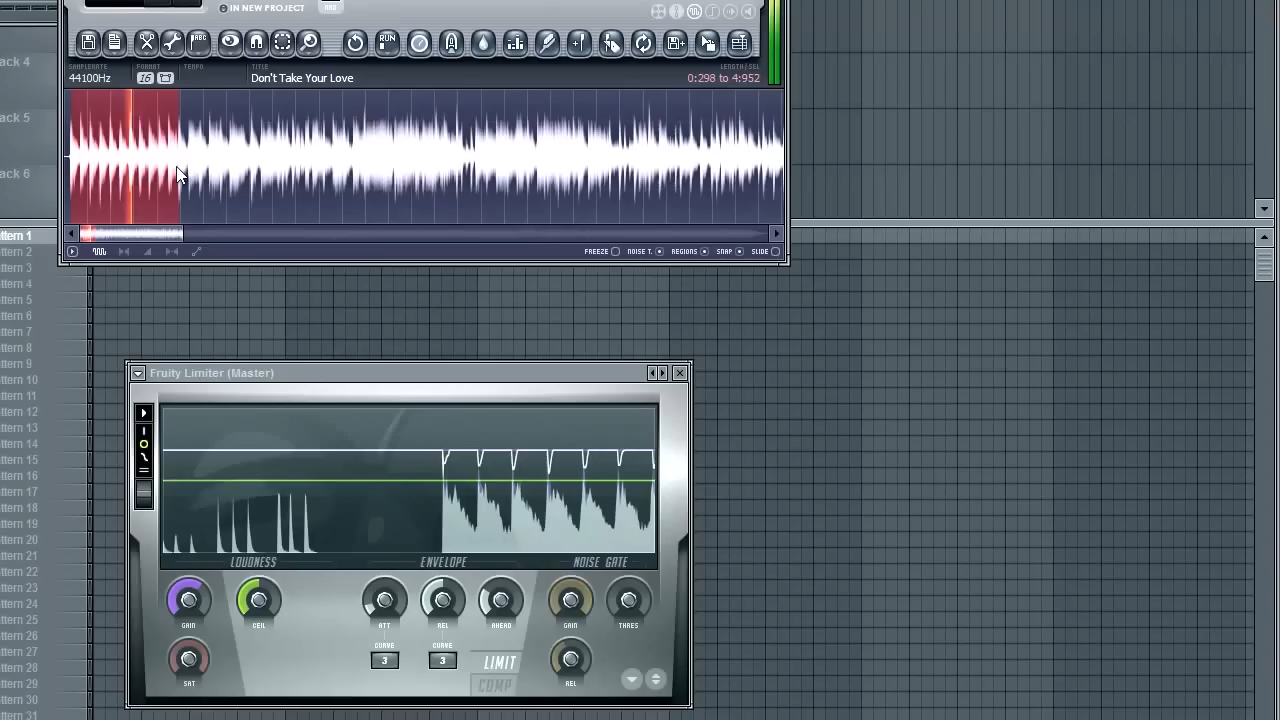 IN NEW PROJECT
RUN
ABC
SAMPLERATE FORMAT TEMPO TITLE LENGTH/SEL
44100Hz 16 Don't Take Your Love 0:298 to 4:952
ack 4
ack 5
ack 6
FREEZE NOISE T. REGIONS SNAP SLIDE
ttern 1
ttern 2
ttern 3
ttern 4
ttern 5
ttern 6
ttern 7
ttern 8
ttern 9
ttern 10
ttern 11
ttern 12
ttern 13
ttern 14
ttern 15
ttern 16
ttern 17
ttern 18
ttern 19
ttern 20
ttern 21
ttern 22
ttern 23
ttern 24
ttern 25
ttern 26
ttern 27
ttern 28
ttern 29
ttern 30
ttern 31
Fruity Limiter (Master)
LOUDNESS ENVELOPE NOISE GATE
GAIN CEIL ATT REL AHEAD GAIN THRES
CURVE CURVE
3 3 LIMIT
SAT COMP REL